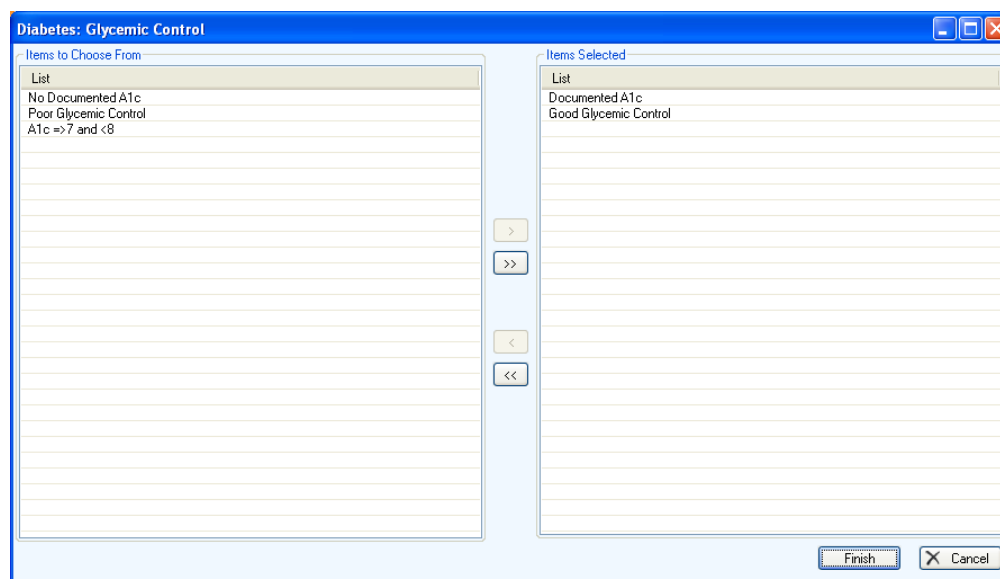 Diabetes: Glycemic Control
Items to Choose From
List
No Documented A1c
Poor Glycemic Control
A1c =>7 and <8
Items Selected
List
Documented A1c
Good Glycemic Control
>
>>
<
<<
Finish
Cancel